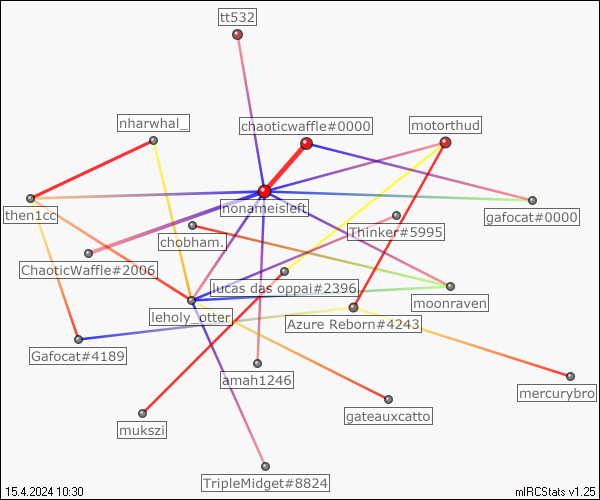 tt532
nharwhal_
chaoticwaffle#0000
motorthud
then1cc
nonameisleft
gafocat#0000
chobham.
Thinker#5995
ChaoticWaffle#2006
lucas das oppai#2396
moonraven
leholy_otter
Azure Reborn#4243
Gafocat#4189
amah1246
mercurybro
mukszi
gateauxcatto
TripleMidget#8824
15.4.2024 10:30
mIRCStats v1.25